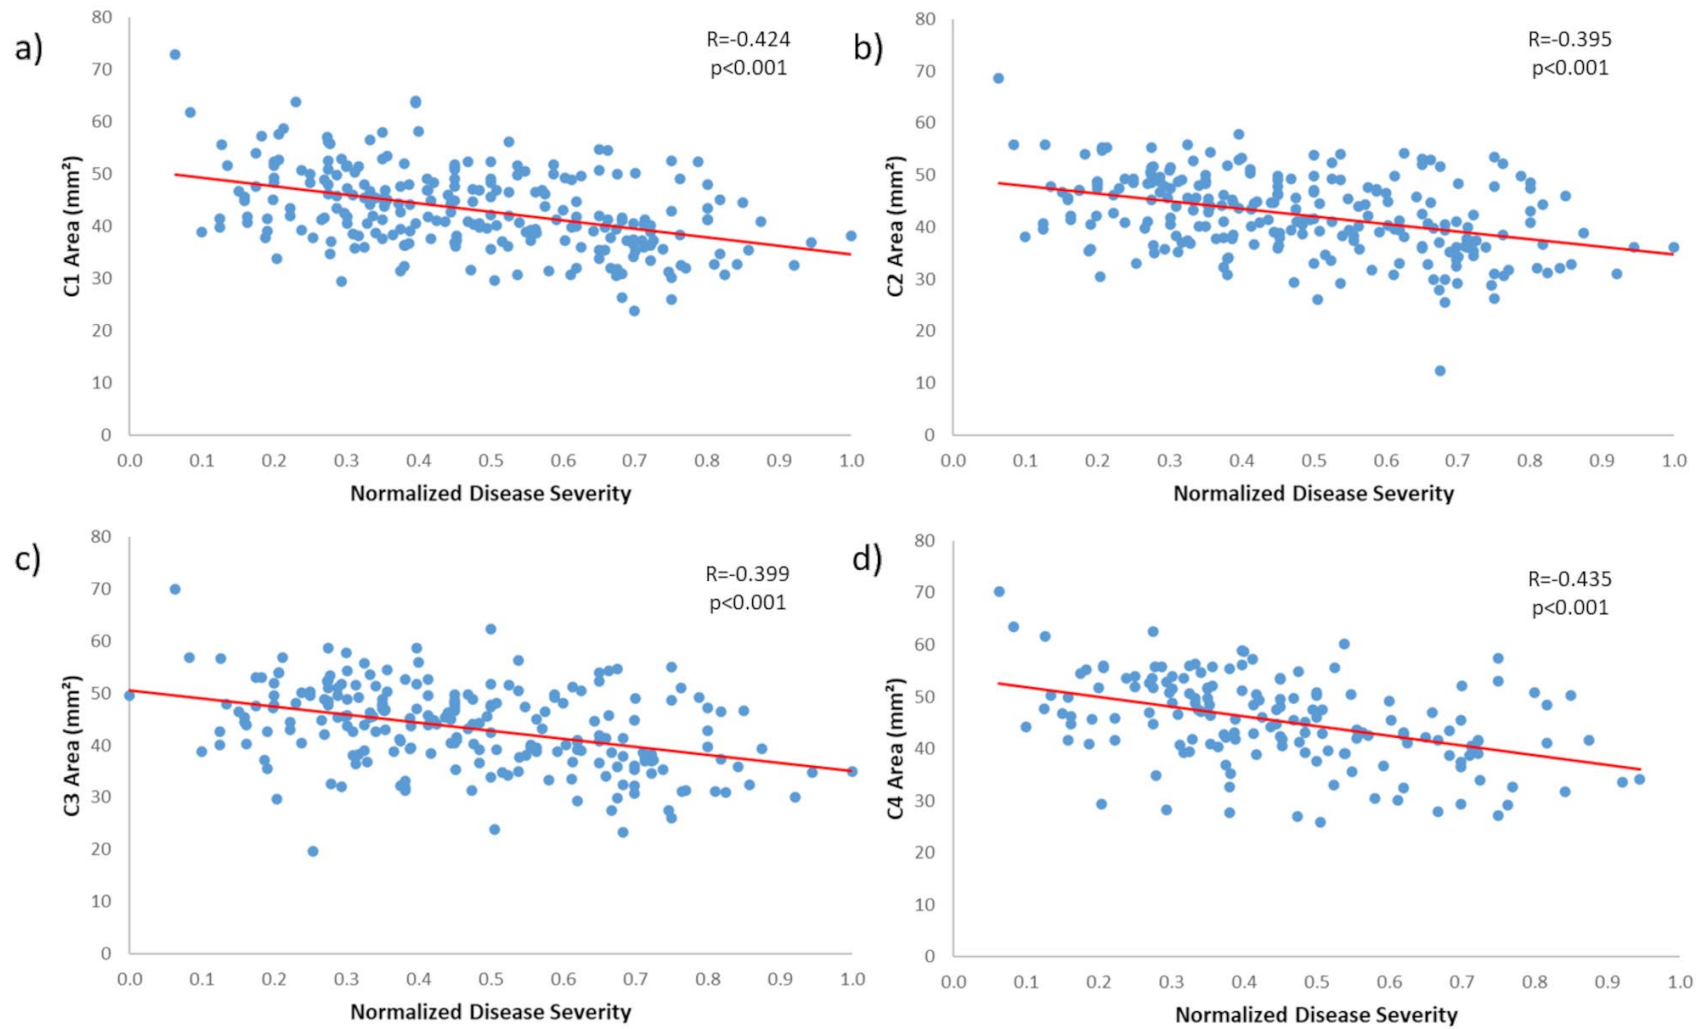 a)
R=-0.424
p<0.001
C1 Area (mm²)
80
70
60
50
40
30
20
10
0
0.0 0.1 0.2 0.3 0.4 0.5 0.6 0.7 0.8 0.9 1.0
Normalized Disease Severity
b)
R=-0.395
p<0.001
C2 Area (mm²)
80
70
60
50
40
30
20
10
0
0.0 0.1 0.2 0.3 0.4 0.5 0.6 0.7 0.8 0.9 1.0
Normalized Disease Severity
c)
R=-0.399
p<0.001
C3 Area (mm²)
80
70
60
50
40
30
20
10
0
0.0 0.1 0.2 0.3 0.4 0.5 0.6 0.7 0.8 0.9 1.0
Normalized Disease Severity
d)
R=-0.435
p<0.001
C4 Area (mm²)
80
70
60
50
40
30
20
10
0
0.0 0.1 0.2 0.3 0.4 0.5 0.6 0.7 0.8 0.9 1.0
Normalized Disease Severity